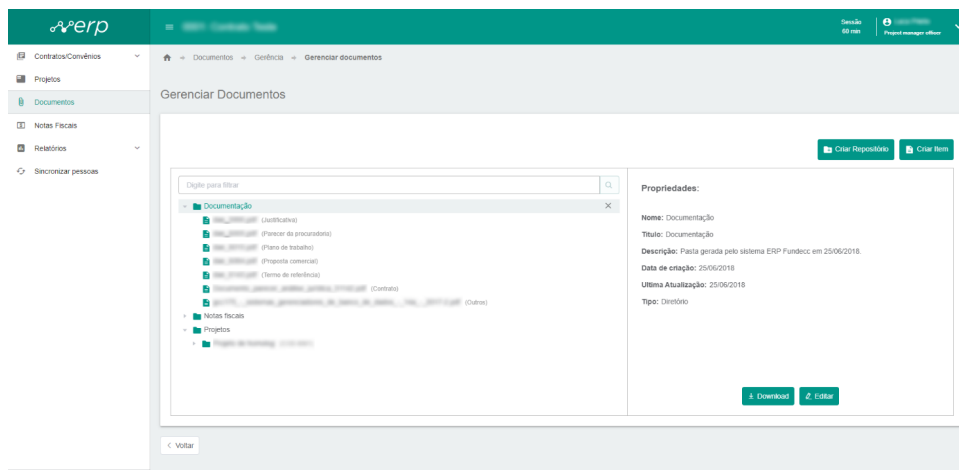 erp
Sessão
60 min
Project manager officer
Contratos/Convênios
Projetos
Documentos
Notas Fiscais
Relatórios
Sincronizar pessoas
Documentos
Gerência
Gerenciar documentos
Gerenciar Documentos
Criar Repositório
Criar Item
Digite para filtrar
Documentação
(Justificativa)
(Parecer da procuradoria)
(Plano de trabalho)
(Proposta comercial)
(Termo de referência)
(Contrato)
(Outros)
Notas fiscais
Projetos
Propriedades:
Nome: Documentação
Título: Documentação
Descrição: Pasta gerada pelo sistema ERP Fundecc em 25/06/2018.
Data de criação: 25/06/2018
Ultima Atualização: 25/06/2018
Tipo: Diretório
Download
Editar
< Voltar